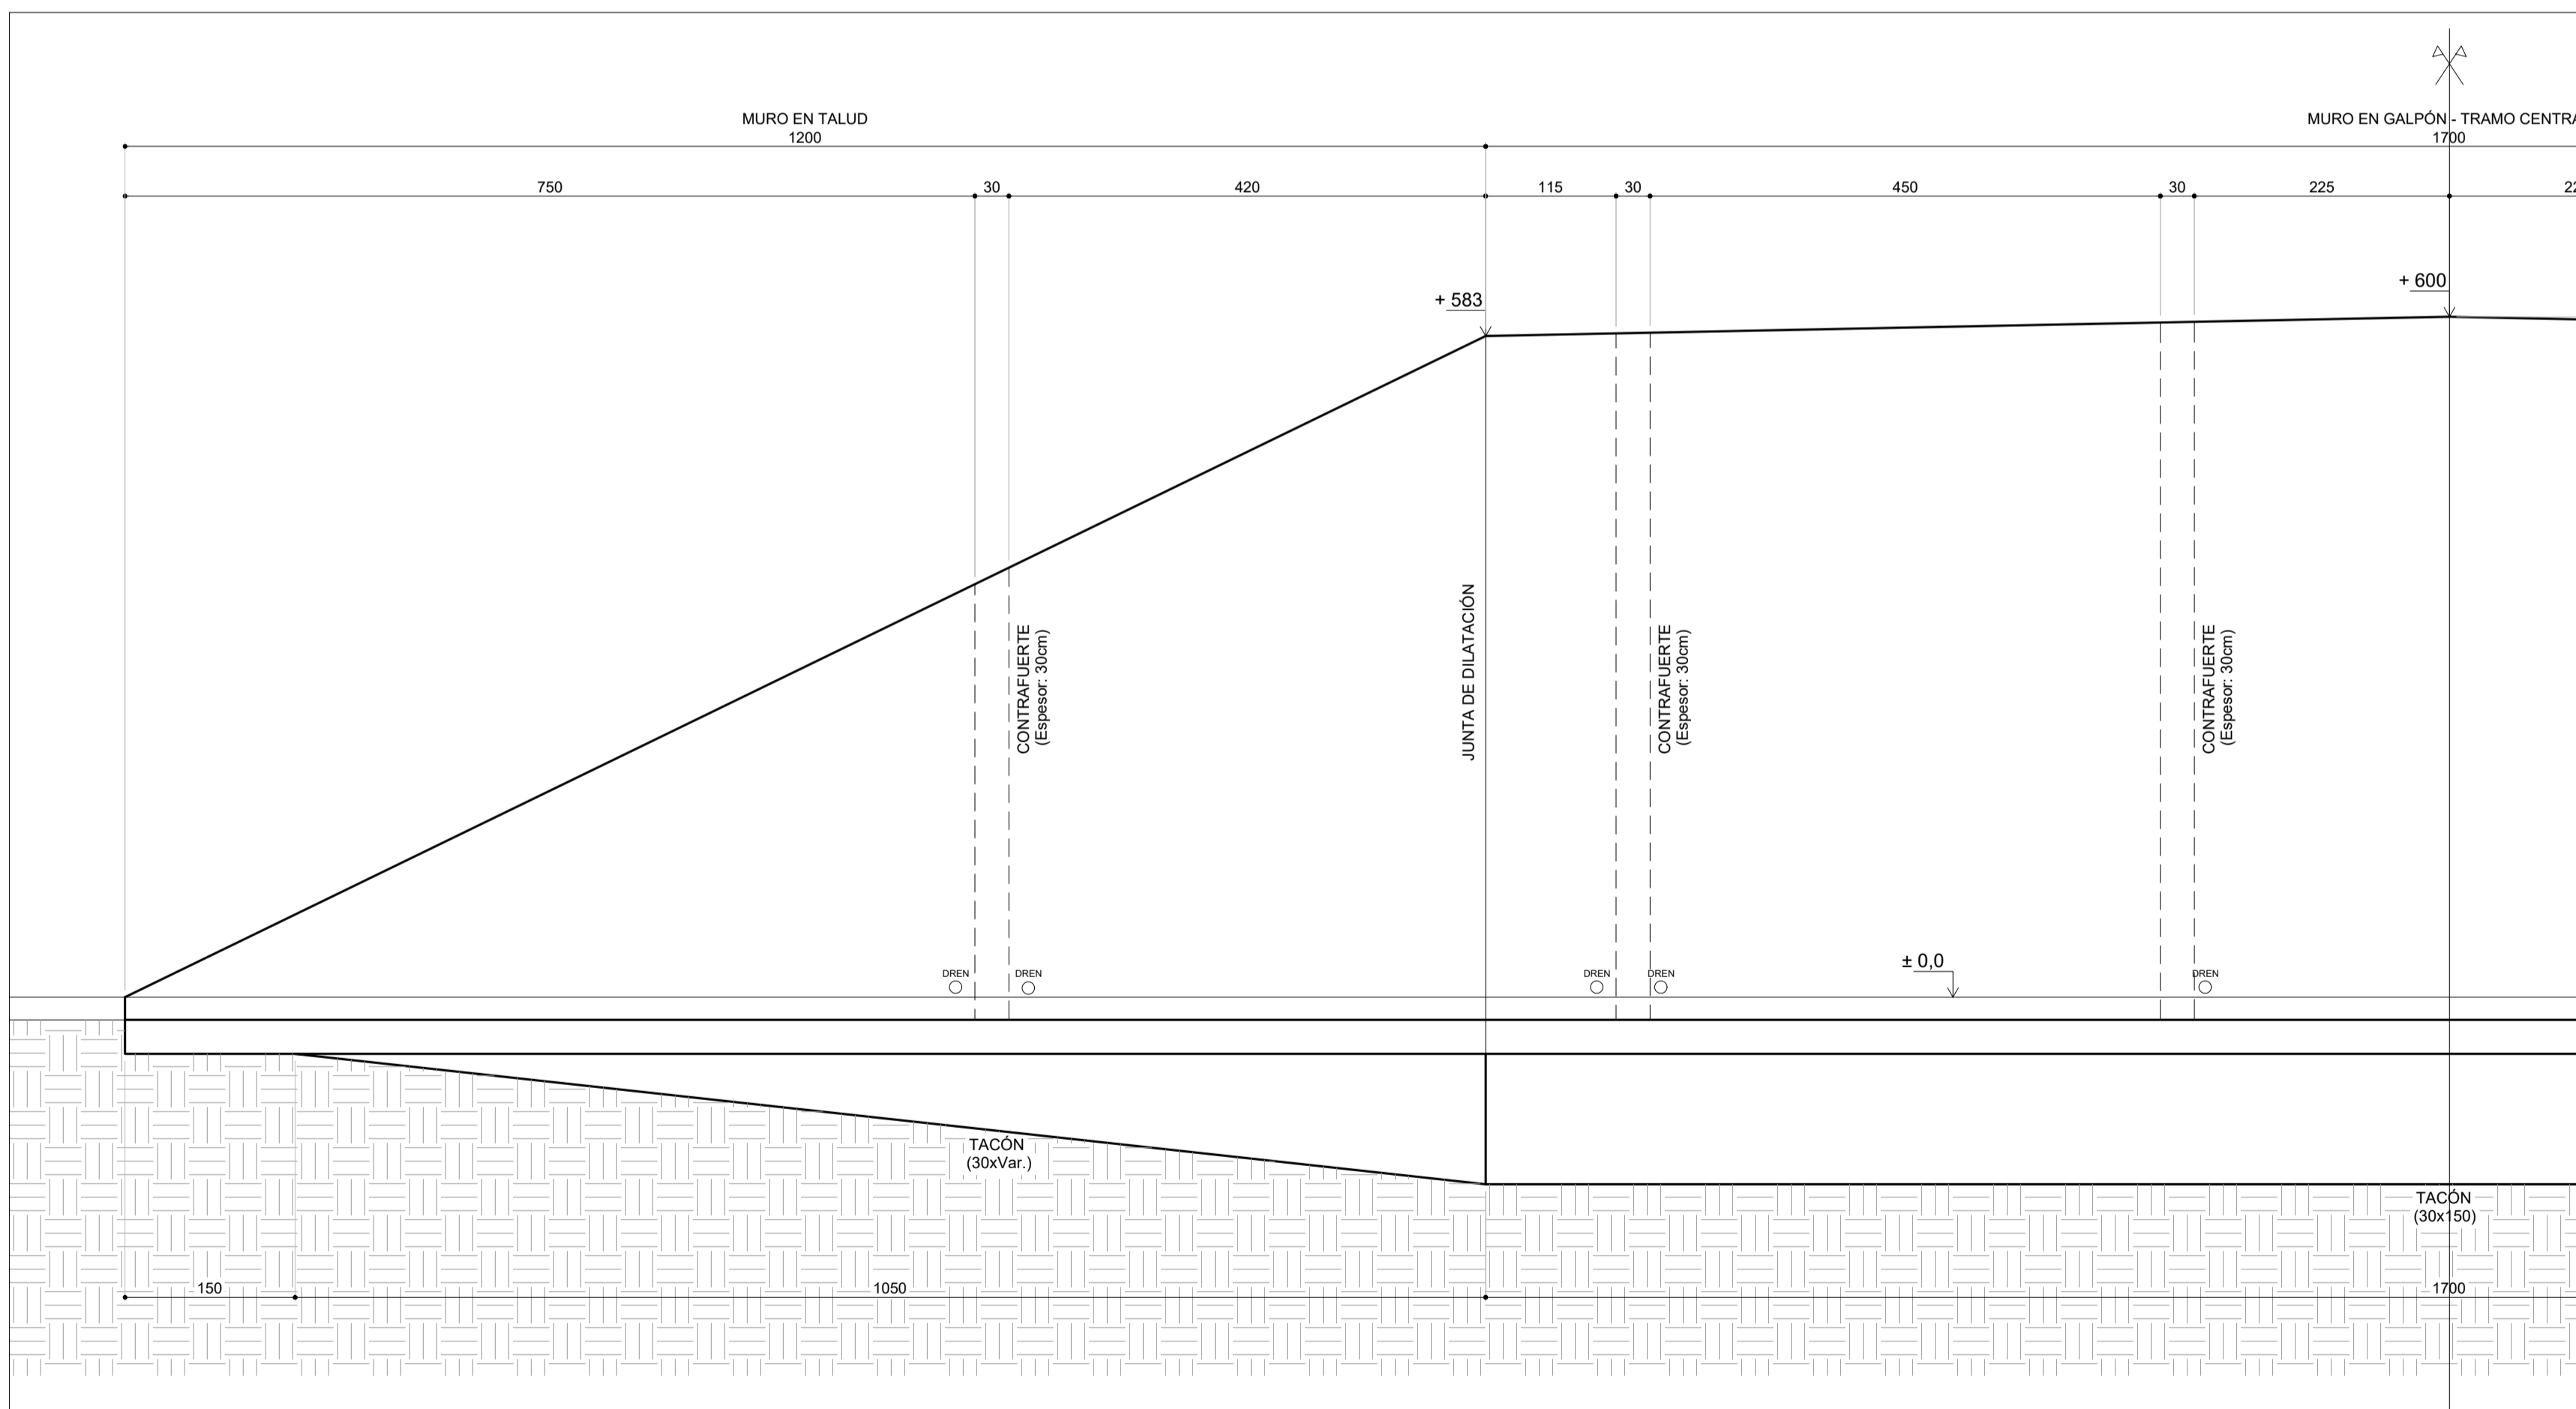 MURO EN TALUD
1200
MURO EN GALPÓN - TRAMO CENTRA
1700
750
30
420
115
30
450
30
225
22
+ 583
+ 600
CONTRAFUERTE
(Espesor: 30cm)
JUNTA DE DILATACIÓN
CONTRAFUERTE
(Espesor: 30cm)
CONTRAFUERTE
(Espesor: 30cm)
± 0,0
DREN
DREN
DREN
DREN
DREN
TACÓN
(30xVar.)
TACÓN
(30x150)
150
1050
1700